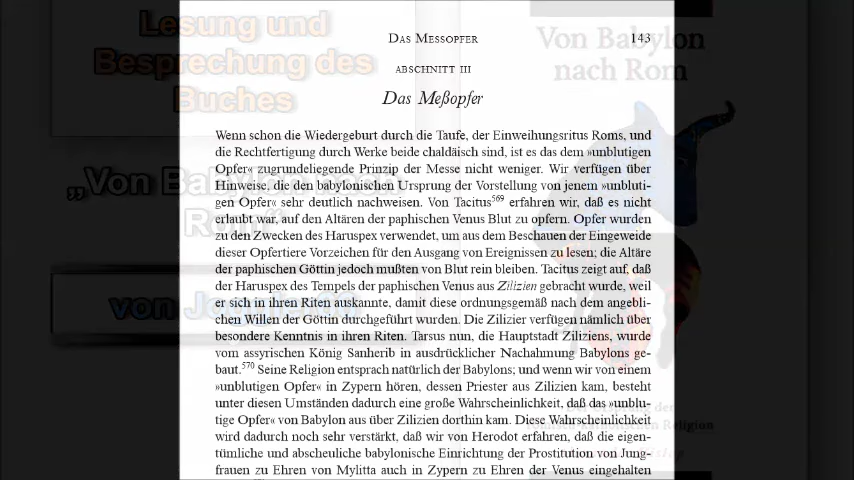 Lesung und
Besprechung des
Buches
„Von Babylon nach
Rom“
von Jo
Von Babylon
nach Rom
Der Ursprung der
römisch-katholischen Religion
DAS MESSOPFER 143
ABSCHNITT III
Das Meßopfer
Wenn schon die Wiedergeburt durch die Taufe, der Einweihungsritus Roms, und
die Rechtfertigung durch Werke beide chaldäisch sind, ist es das dem »unblutigen
Opfer« zugrundeliegende Prinzip der Messe nicht weniger. Wir verfügen über
Hinweise, die den babylonischen Ursprung der Vorstellung von jenem »unbluti-
gen Opfer« sehr deutlich nachweisen. Von Tacitus569 erfahren wir, daß es nicht
erlaubt war, auf den Altären der paphischen Venus Blut zu opfern. Opfer wurden
zu den Zwecken des Haruspex verwendet, um aus dem Beschauen der Eingeweide
dieser Opfertiere Vorzeichen für den Ausgang von Ereignissen zu lesen; die Altäre
der paphischen Göttin jedoch mußten von Blut rein bleiben. Tacitus zeigt auf, daß
der Haruspex des Tempels der paphischen Venus aus Zilizien gebracht wurde, weil
er sich in ihren Riten auskannte, damit diese ordnungsgemäß nach dem angebli-
chen Willen der Göttin durchgeführt wurden. Die Zilizier verfügen nämlich über
besondere Kenntnis in ihren Riten. Tarsus nun, die Hauptstadt Ziliziens, wurde
vom assyrischen König Sanherib in ausdrücklicher Nachahmung Babylons ge-
baut.570 Seine Religion entsprach natürlich der Babylons; und wenn wir von einem
»unblutigen Opfer« in Zypern hören, dessen Priester aus Zilizien kam, besteht
unter diesen Umständen dadurch eine große Wahrscheinlichkeit, daß das »unblu-
tige Opfer« von Babylon aus über Zilizien dorthin kam. Diese Wahrscheinlichkeit
wird dadurch noch sehr verstärkt, daß wir von Herodot erfahren, daß die eigen-
tümliche und abscheuliche babylonische Einrichtung der Prostitution von Jung-
frauen zu Ehren von Mylitta auch in Zypern zu Ehren der Venus eingehalten